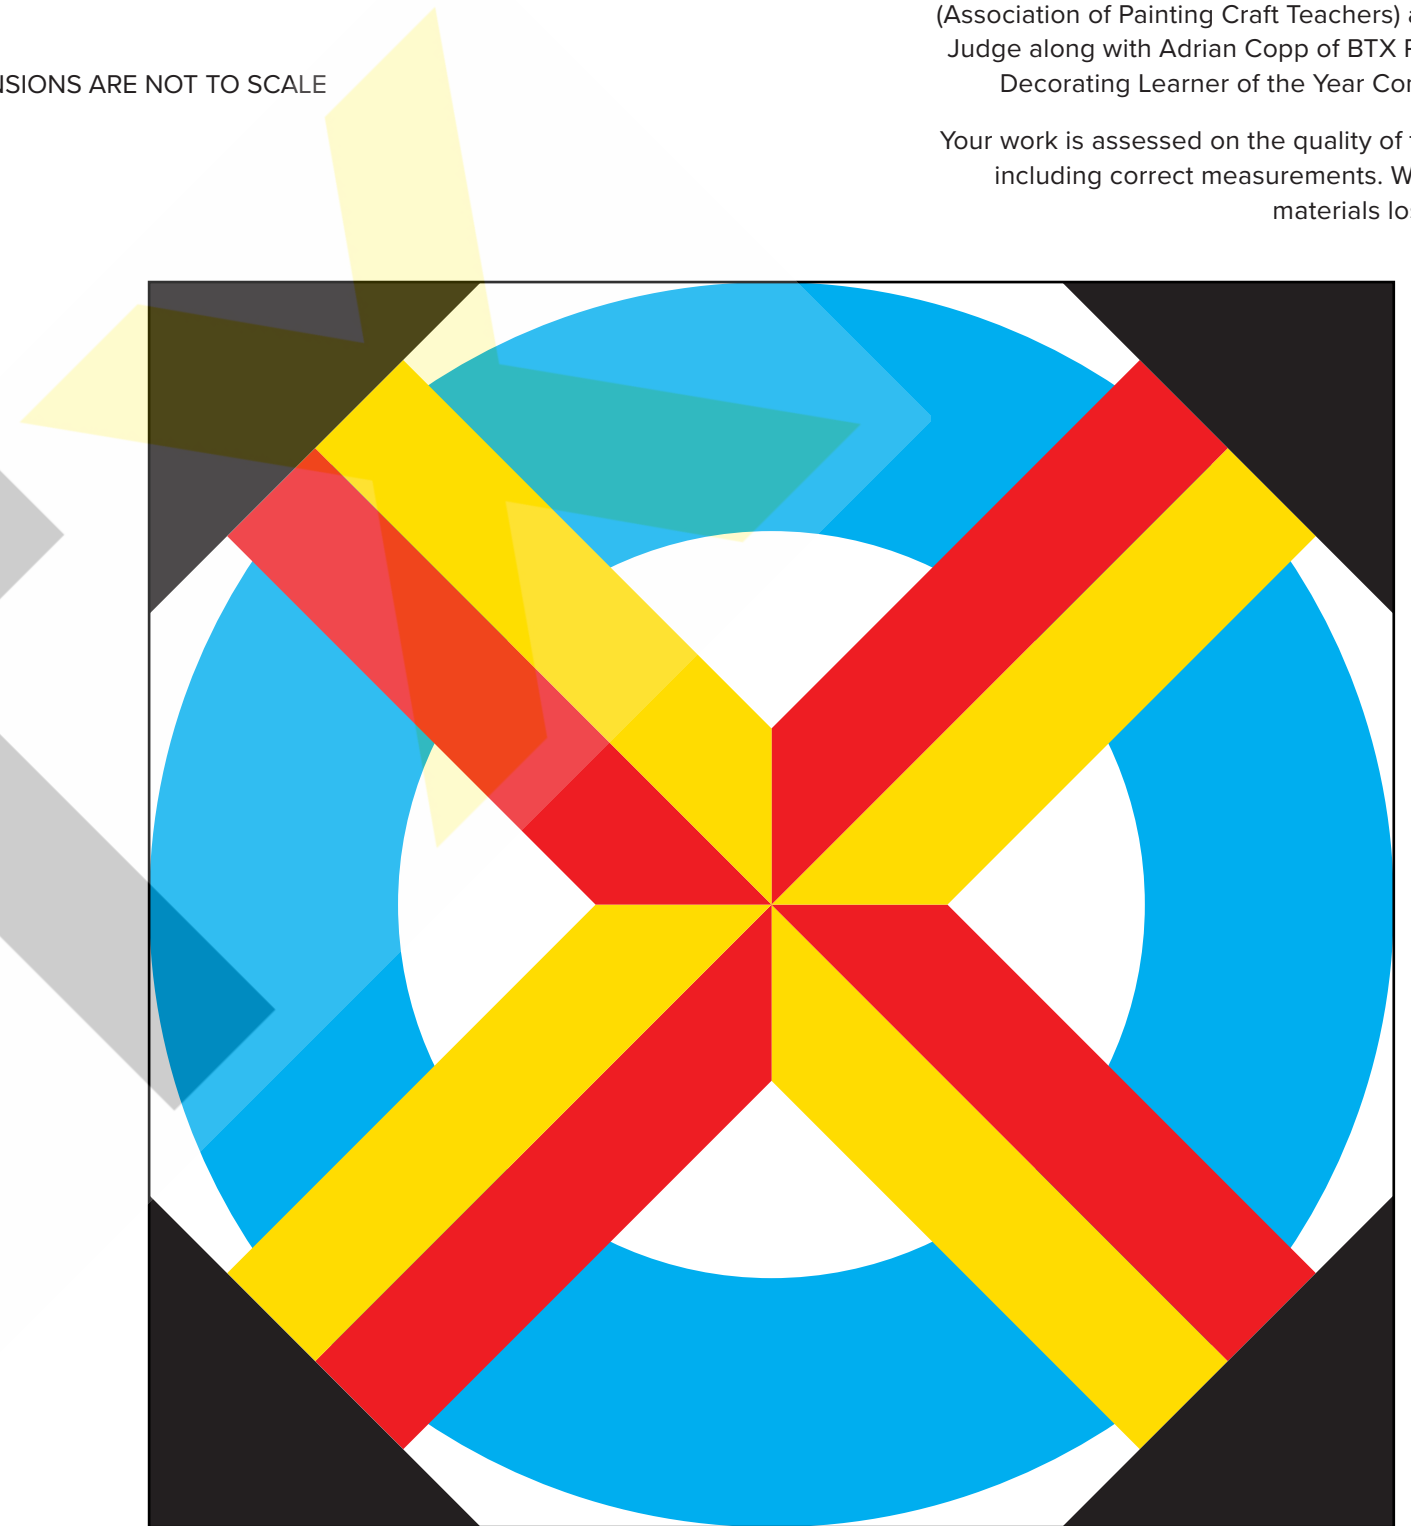 NSIONS ARE NOT TO SCALE
(Association of Painting Craft Teachers)
Judge along with Adrian Copp of BTX
Decorating Learner of the Year
Your work is assessed on the quality of
including correct measurements.
materials